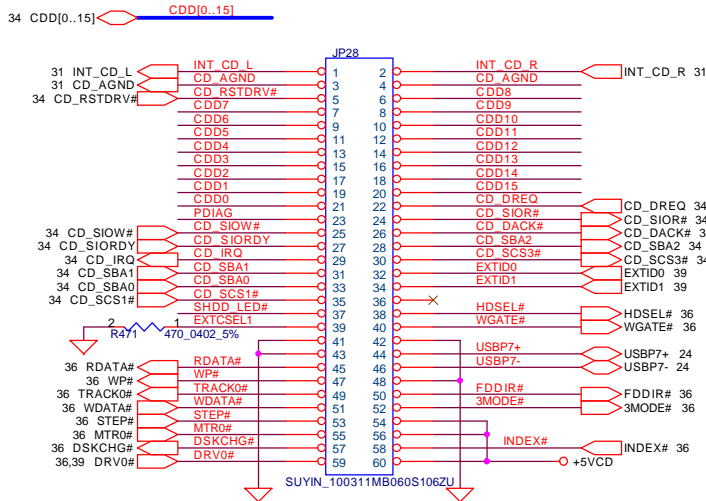 34 CDD[0..15] CDD[0..15]
JP28
31 INT_CD_L INT_CD_L 1 2 INT_CD_R INT_CD_R 31
31 CD_AGND CD_AGND 3 4 CD_AGND
34 CD_RSTDRV# CD_RSTDRV# 5 6 CDD8
CDD7 7 8 CDD9
CDD6 9 10 CDD10
CDD5 11 12 CDD11
CDD4 13 14 CDD12
CDD3 15 16 CDD13
CDD2 17 18 CDD14
CDD1 19 20 CDD15
CDD0 21 22 CD_DREQ CD_DREQ 34
PDIAG 23 24 CD_SIOR# CD_SIOR# 34
34 CD_SIOW# CD_SIOW# 25 26 CD_DACK# CD_DACK# 3
34 CD_SIORDY CD_SIORDY 27 28 CD_SBA2 CD_SBA2 34
34 CD_IRQ CD_IRQ 29 30 CD_SCS3# CD_SCS3# 34
34 CD_SBA1 CD_SBA1 31 32 EXTID0 EXTID0 39
34 CD_SBA0 CD_SBA0 33 34 EXTID1 EXTID1 39
34 CD_SCS1# CD_SCS1# 35 36
SHDD_LED# 37 38 HDSEL# HDSEL# 36
2 1 EXTCSEL1 39 40 WGATE# WGATE# 36
R471 470_0402_5%
41 42
43 44 USBP7+ USBP7+ 24
36 RDATA# RDATA# 45 46 USBP7- USBP7- 24
36 WP# WP# 47 48
36 TRACK0# TRACK0# 49 50 FDDIR# FDDIR# 36
36 WDATA# WDATA# 51 52 3MODE# 3MODE# 36
36 STEP# STEP# 53 54
36 MTR0# MTR0# 55 56
36 DSKCHG# DSKCHG# 57 58 INDEX# INDEX# 36
36,39 DRV0# DRV0# 59 60 +5VCD
SUYIN_100311MB060S106ZU